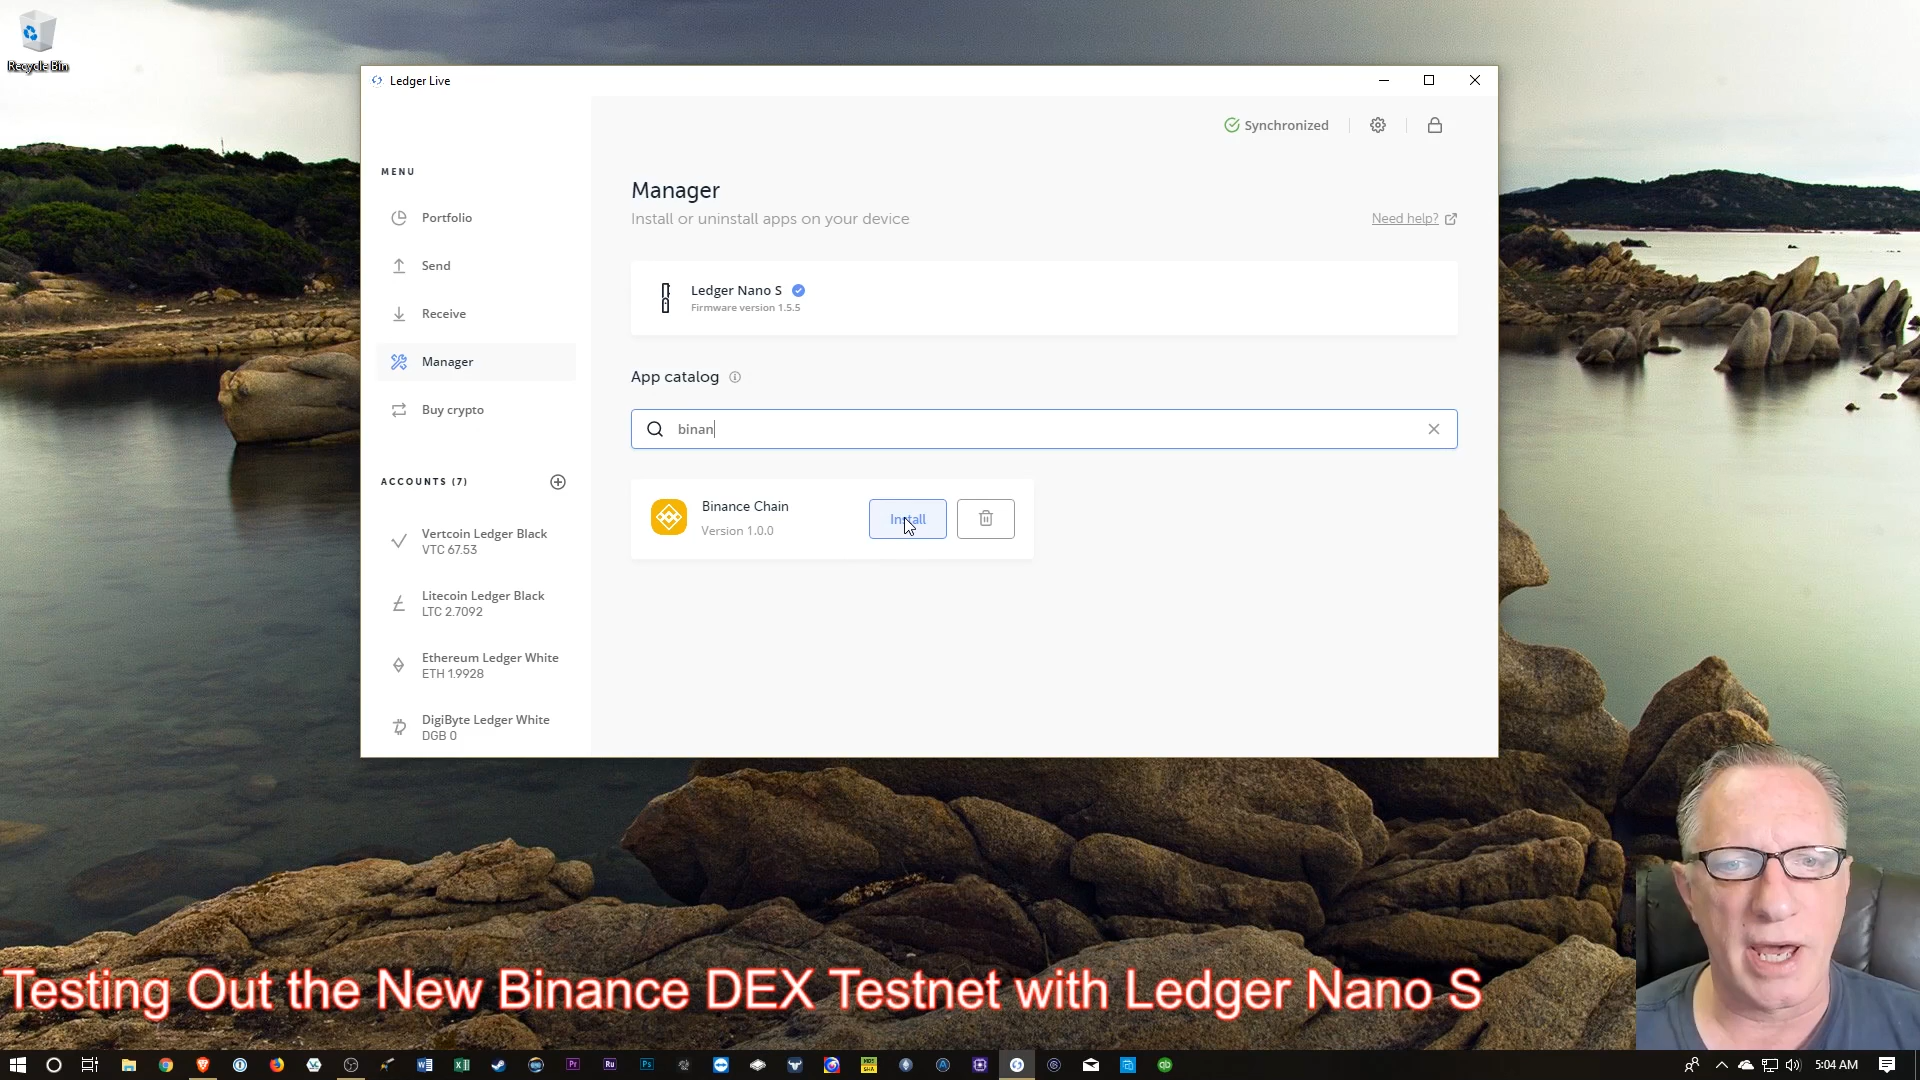 Recycle Bin
Ledger Live
Synchronized
MENU
Portfolio
Send
Receive
Manager
Buy crypto
ACCOUNTS (7)
Vertcoin Ledger Black
VTC 67.53
Litecoin Ledger Black
LTC 2.7092
Ethereum Ledger White
ETH 1.9928
DigiByte Ledger White
DGB 0
Manager
Install or uninstall apps on your device
Need help?
Ledger Nano S
Firmware version 1.5.5
App catalog
binan
Binance Chain
Version 1.0.0
Install
Testing Out the New Binance DEX Testnet with Ledger Nano S
Pr
Ru
Ps
5:04 AM